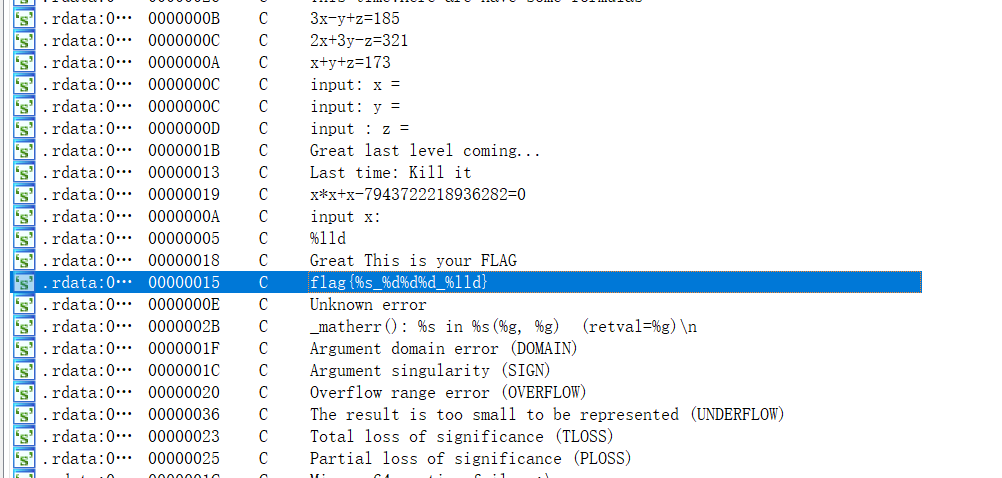 .rdata:0… 0000000B C 3x-y+z=185
.rdata:0… 0000000C C 2x+3y-z=321
.rdata:0… 0000000A C x+y+z=173
.rdata:0… 0000000C C input: x =
.rdata:0… 0000000C C input: y =
.rdata:0… 0000000D C input : z =
.rdata:0… 0000001B C Great last level coming...
.rdata:0… 00000013 C Last time: Kill it
.rdata:0… 00000019 C x*x+x-7943722218936282=0
.rdata:0… 0000000A C input x:
.rdata:0… 00000005 C %lld
.rdata:0… 00000018 C Great This is your FLAG
.rdata:0… 00000015 C flag{%s_%d%d%d_%lld}
.rdata:0… 0000000E C Unknown error
.rdata:0… 0000002B C _matherr(): %s in %s(%g, %g)  (retval=%g)\n
.rdata:0… 0000001F C Argument domain error (DOMAIN)
.rdata:0… 0000001C C Argument singularity (SIGN)
.rdata:0… 00000020 C Overflow range error (OVERFLOW)
.rdata:0… 00000036 C The result is too small to be represented (UNDERFLOW)
.rdata:0… 00000023 C Total loss of significance (TLOSS)
.rdata:0… 00000025 C Partial loss of significance (PLOSS)